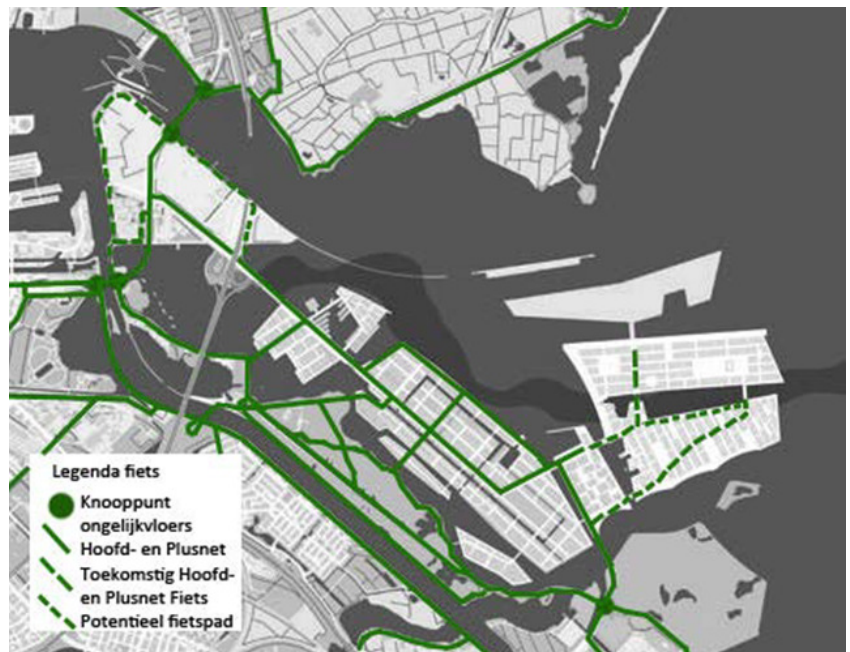 Legenda fiets
Knooppunt
ongelijkvloers
Hoofd- en Plusnet
Toekomstig Hoofd-
en Plusnet Fiets
Potentieel fietspad